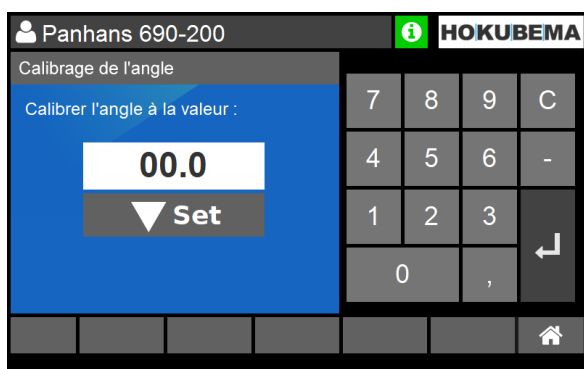 Panhans 690-200
i
HOKUBEMA
Calibrage de l'angle
Calibrer l'angle à la valeur :
00.0
Set
7 8 9 C
4 5 6 -
1 2 3
0 ,